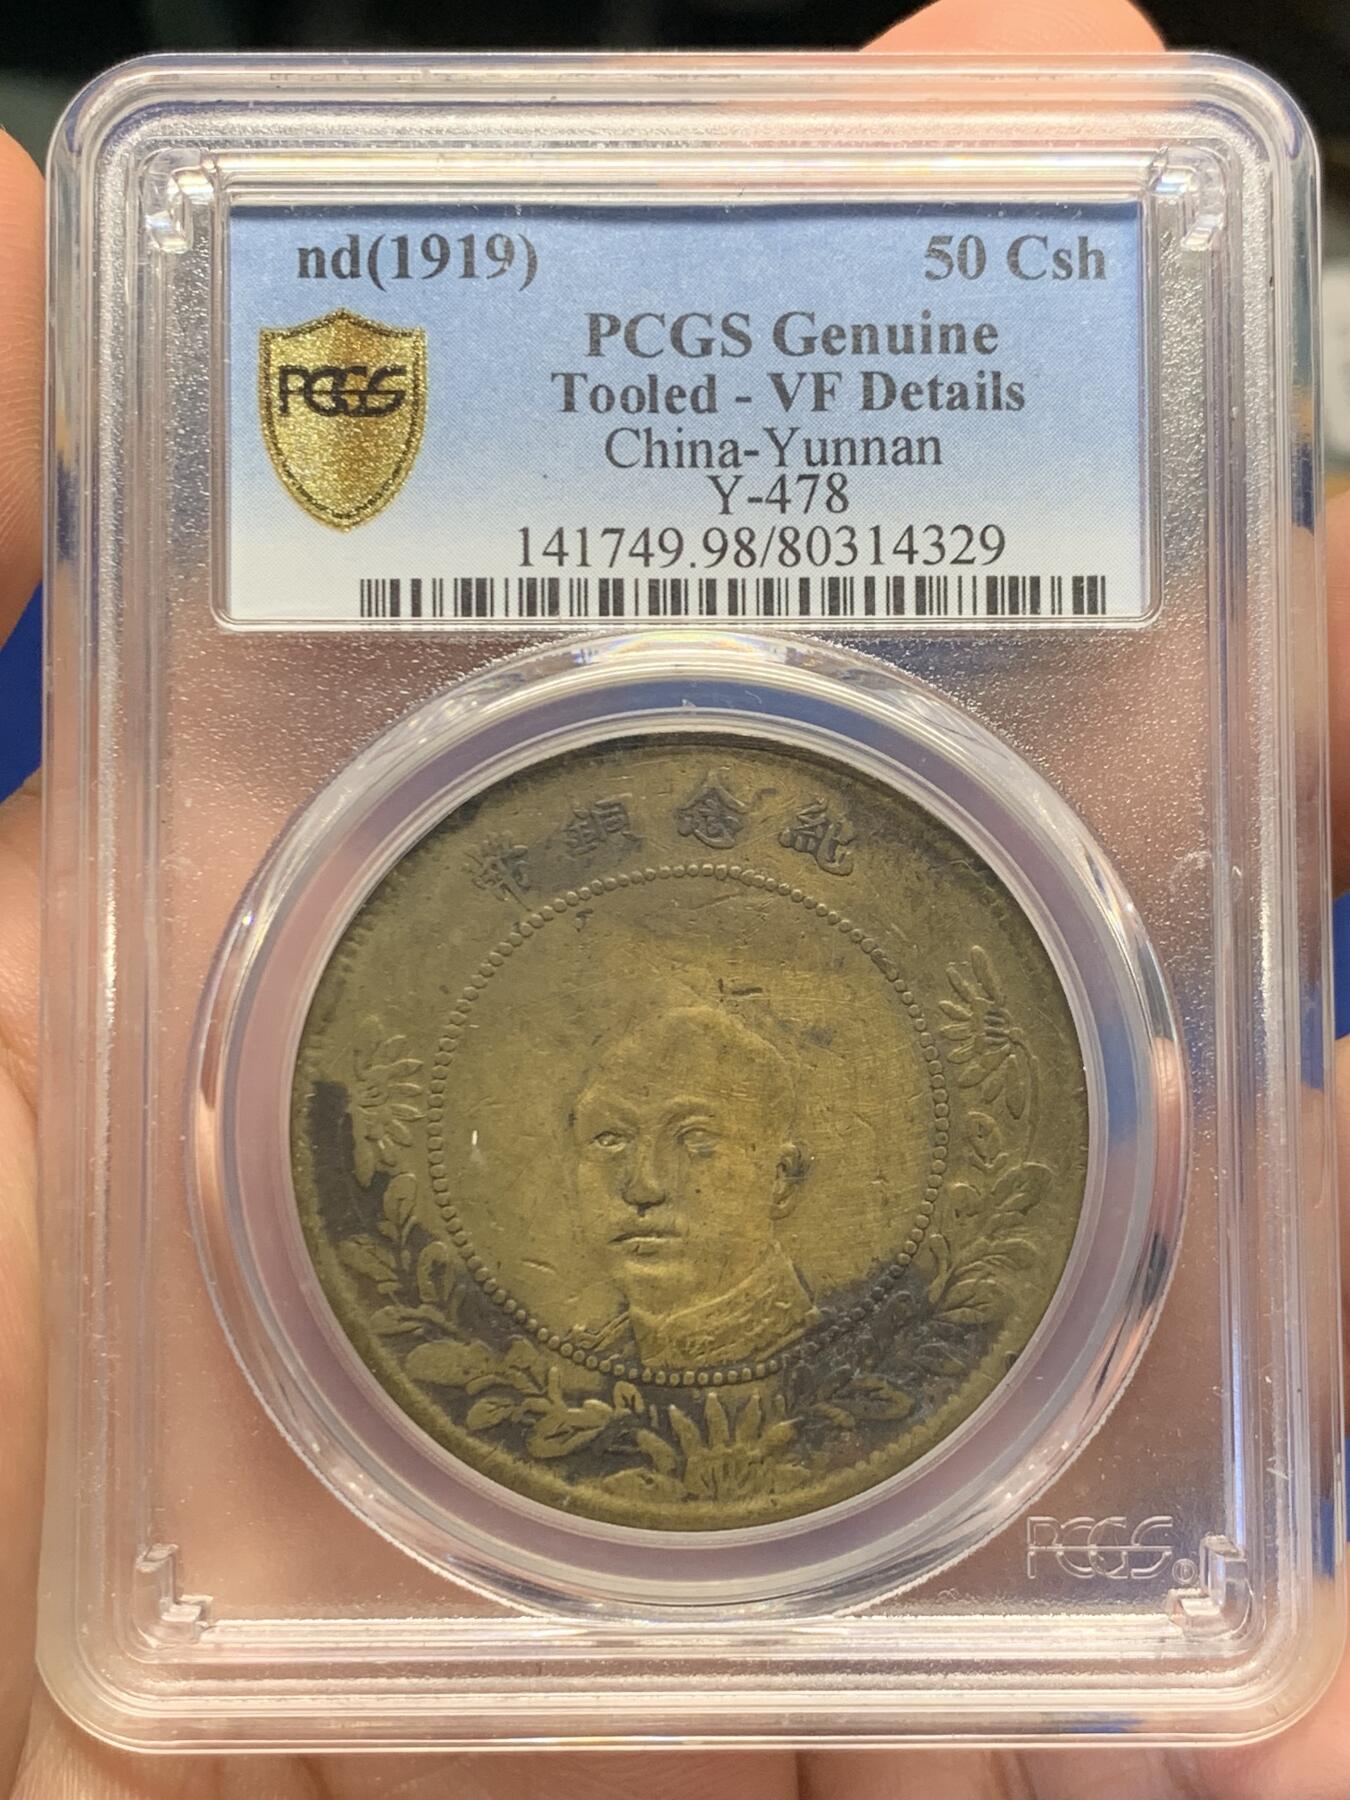 nd(1919) 50 Csh
PCGS Genuine
PCGS
Tooled - VF Details
China-Yunnan
Y-478
141749.98/80314329
幣銅念紀
PCGS